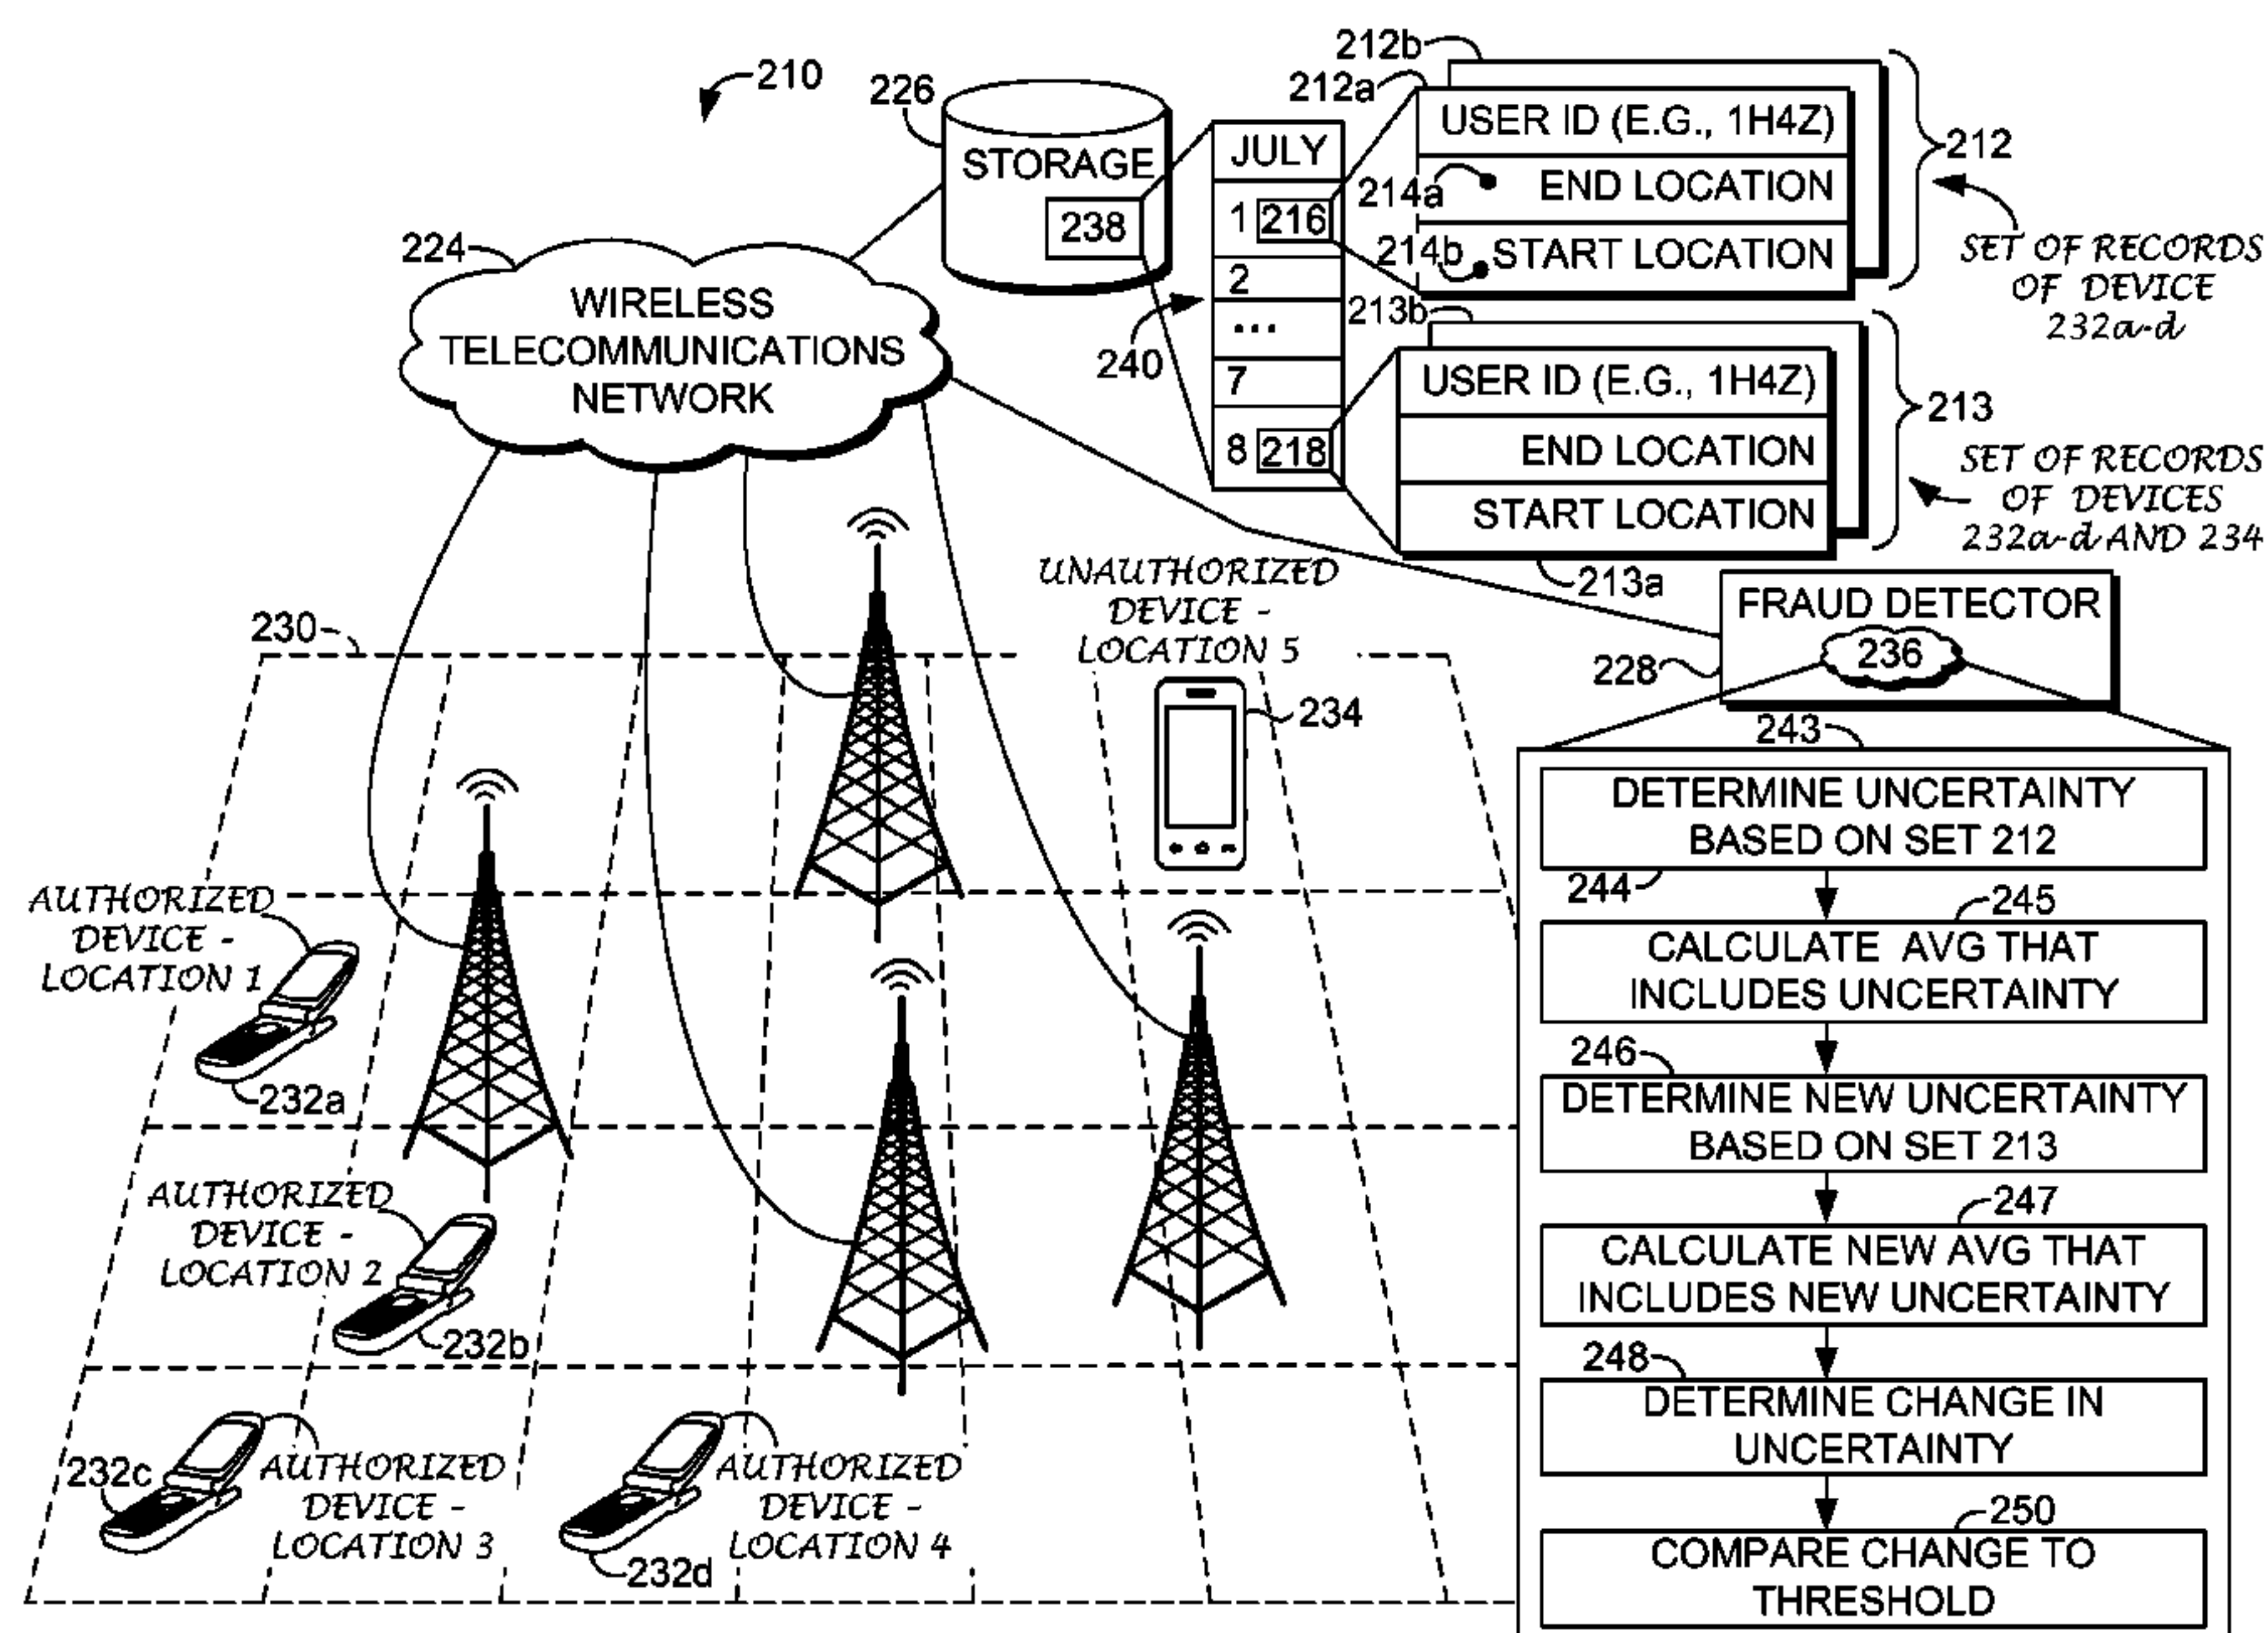 210
226
STORAGE
238
224
WIRELESS
TELECOMMUNICATIONS
NETWORK
240
JULY
1 216
2
...
7
8 218
212b
212a
USER ID (E.G., 1H4Z)
214a
END LOCATION
214b
START LOCATION
212
SET OF RECORDS
OF DEVICE
232a-d
213b
USER ID (E.G., 1H4Z)
END LOCATION
START LOCATION
213a
213
SET OF RECORDS
OF DEVICES
232a-d AND 234
230
UNAUTHORIZED
DEVICE -
LOCATION 5
234
AUTHORIZED
DEVICE -
LOCATION 1
232a
AUTHORIZED
DEVICE -
LOCATION 2
232b
232c
AUTHORIZED
DEVICE -
LOCATION 3
AUTHORIZED
DEVICE -
LOCATION 4
232d
FRAUD DETECTOR
236
228
243
DETERMINE UNCERTAINTY
BASED ON SET 212
244
245
CALCULATE AVG THAT
INCLUDES UNCERTAINTY
246
DETERMINE NEW UNCERTAINTY
BASED ON SET 213
247
CALCULATE NEW AVG THAT
INCLUDES NEW UNCERTAINTY
248
DETERMINE CHANGE IN
UNCERTAINTY
250
COMPARE CHANGE TO
THRESHOLD